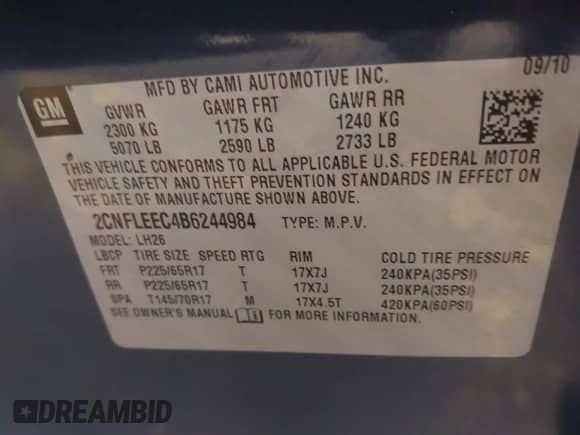 GM
MFD BY CAMI AUTOMOTIVE INC.
09/10
GVWR GAWR FRT GAWR RR
2300 KG 1175 KG 1240 KG
5070 LB 2590 LB 2733 LB
THIS VEHICLE CONFORMS TO ALL APPLICABLE U.S. FEDERAL MOTOR
VEHICLE SAFETY AND THEFT PREVENTION STANDARDS IN EFFECT ON
THE DATE OF MANUFACTURE SHOWN ABOVE.
2CNFLEEC4B6244984 TYPE: M.P.V.
MODEL: LH26
LBCP TIRE SIZE SPEED RTG RIM COLD TIRE PRESSURE
FRT P225/65R17 T 17X7J 240KPA(35PSI)
RR P225/65R17 T 17X7J 240KPA(35PSI)
SPA T145/70R17 M 17X4.5T 420KPA(60PSI)
SEE OWNER'S MANUAL FOR MORE INFORMATION.
DREAMBID